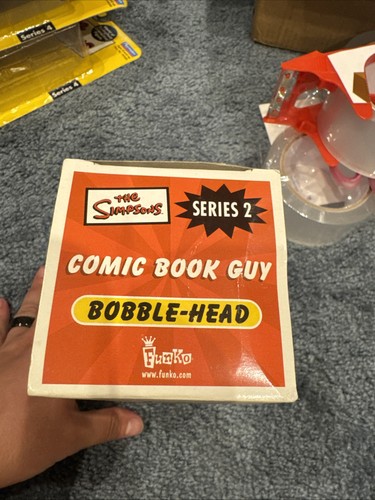 Series 4
Series 4
THE
SIMPSONS
SERIES 2
COMIC BOOK GUY
BOBBLE-HEAD
FunKo
www.funko.com